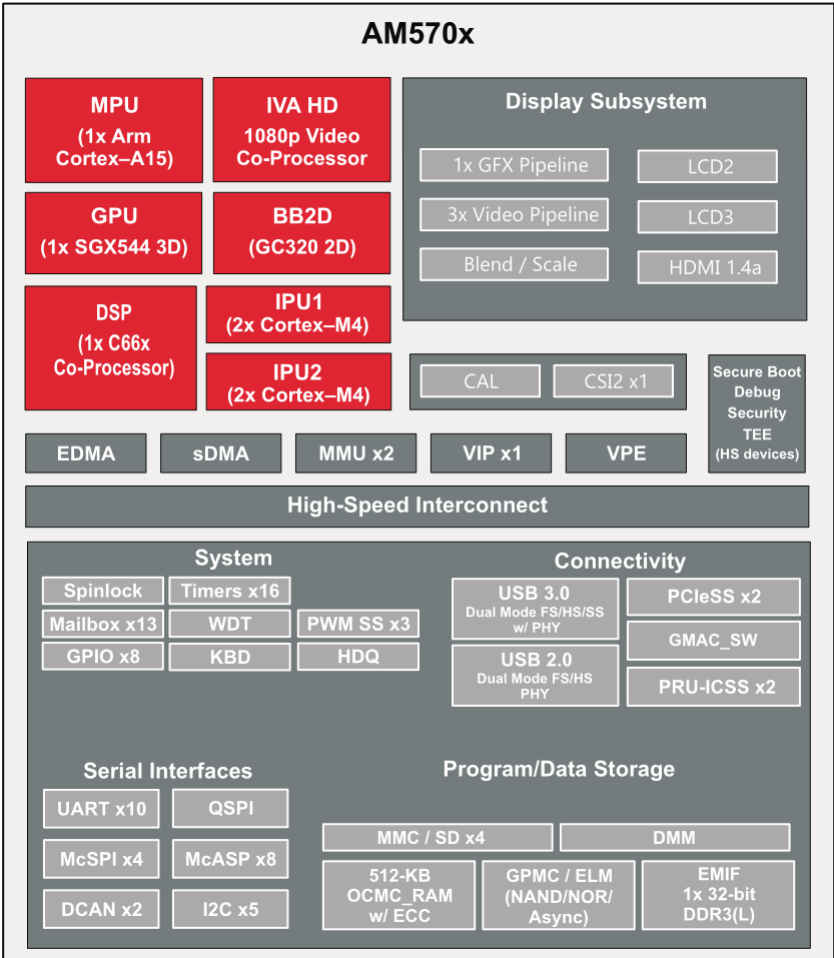 AM570x
MPU
(1x Arm
Cortex–A15)
IVA HD
1080p Video
Co-Processor
GPU
(1x SGX544 3D)
BB2D
(GC320 2D)
DSP
(1x C66x
Co-Processor)
IPU1
(2x Cortex–M4)
IPU2
(2x Cortex–M4)
Display Subsystem
1x GFX Pipeline
LCD2
3x Video Pipeline
LCD3
Blend / Scale
HDMI 1.4a
CAL
CSI2 x1
Secure Boot
Debug
Security
TEE
(HS devices)
EDMA
sDMA
MMU x2
VIP x1
VPE
High-Speed Interconnect
System
Spinlock
Timers x16
Mailbox x13
WDT
PWM SS x3
GPIO x8
KBD
HDQ
Connectivity
USB 3.0
Dual Mode FS/HS/SS
w/ PHY
USB 2.0
Dual Mode FS/HS
PHY
PCIeSS x2
GMAC_SW
PRU-ICSS x2
Serial Interfaces
UART x10
QSPI
McSPI x4
McASP x8
DCAN x2
I2C x5
Program/Data Storage
MMC / SD x4
DMM
512-KB
OCMC_RAM
w/ ECC
GPMC / ELM
(NAND/NOR/
Async)
EMIF
1x 32-bit
DDR3(L)